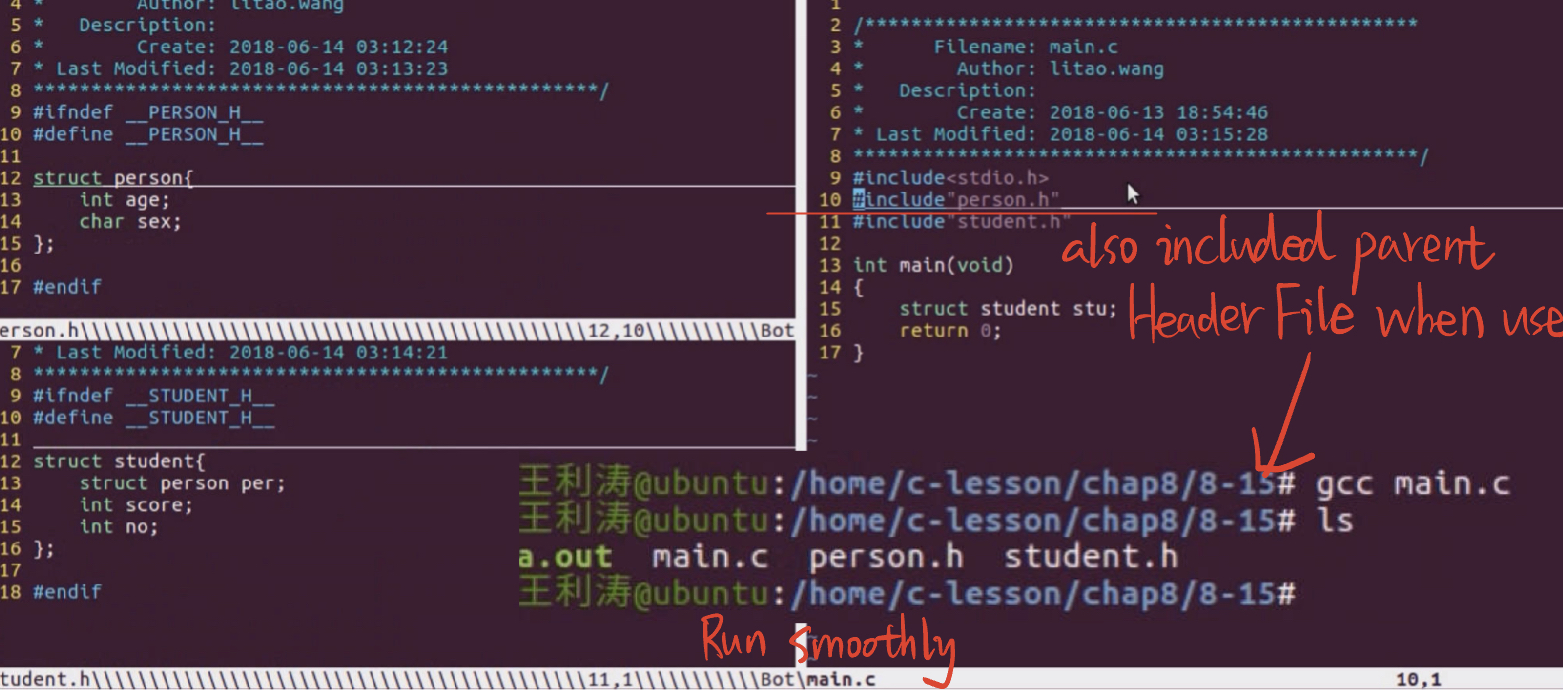 4 *        Author: litao.wang
5 *   Description:
6 *        Create: 2018-06-14 03:12:24
7 * Last Modified: 2018-06-14 03:13:23
8 **************************************************/
9 #ifndef __PERSON_H__
10 #define __PERSON_H__
11
12 struct person{
13     int age;
14     char sex;
15 };
16
17 #endif
erson.h\\\\\\\\\\\\\\\\\\\\\\\\\\\\\\\\\12,10\\\\\\\\\\Bot
7 * Last Modified: 2018-06-14 03:14:21
8 **************************************************/
9 #ifndef __STUDENT_H__
10 #define __STUDENT_H__
11
12 struct student{
13     struct person per;
14     int score;
15     int no;
16 };
17
18 #endif
tudent.h\\\\\\\\\\\\\\\\\\\\\\\\\\\\\\\\11,1\\\\\\\\\\\Bot\
1
2 /**************************************************
3 *      Filename: main.c
4 *        Author: litao.wang
5 *   Description:
6 *        Create: 2018-06-13 18:54:46
7 * Last Modified: 2018-06-14 03:15:28
8 **************************************************/
9 #include<stdio.h>
10 #include"person.h"
11 #include"student.h"
12
13 int main(void)
14 {
15     struct student stu;
16     return 0;
17 }
~
~
~
~
also included parent
Header File when use
王利涛@ubuntu:/home/c-lesson/chap8/8-15# gcc main.c
王利涛@ubuntu:/home/c-lesson/chap8/8-15# ls
a.out  main.c  person.h  student.h
王利涛@ubuntu:/home/c-lesson/chap8/8-15#
Run smoothly
~
main.c 10,1